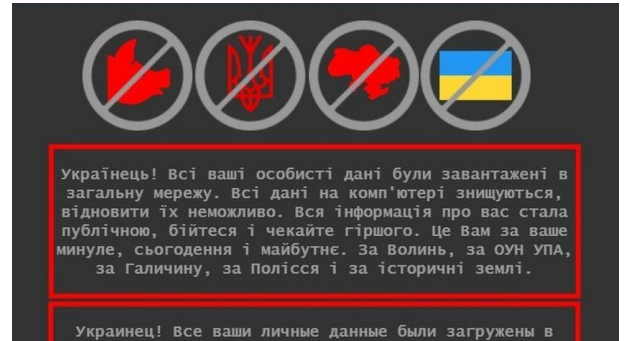 Українець! Всі ваші особисті дані були завантажені в
загальну мережу. Всі дані на комп'ютері знищуються,
відновити їх неможливо. Вся інформація про вас стала
публічною, бійтеся і чекайте гіршого. Це Вам за ваше
минуле, сьогодення і майбутнє. За Волинь, за ОУН УПА,
за Галичину, за Полісся і за історичні землі.
Украинец! Все ваши личные данные были загружены в